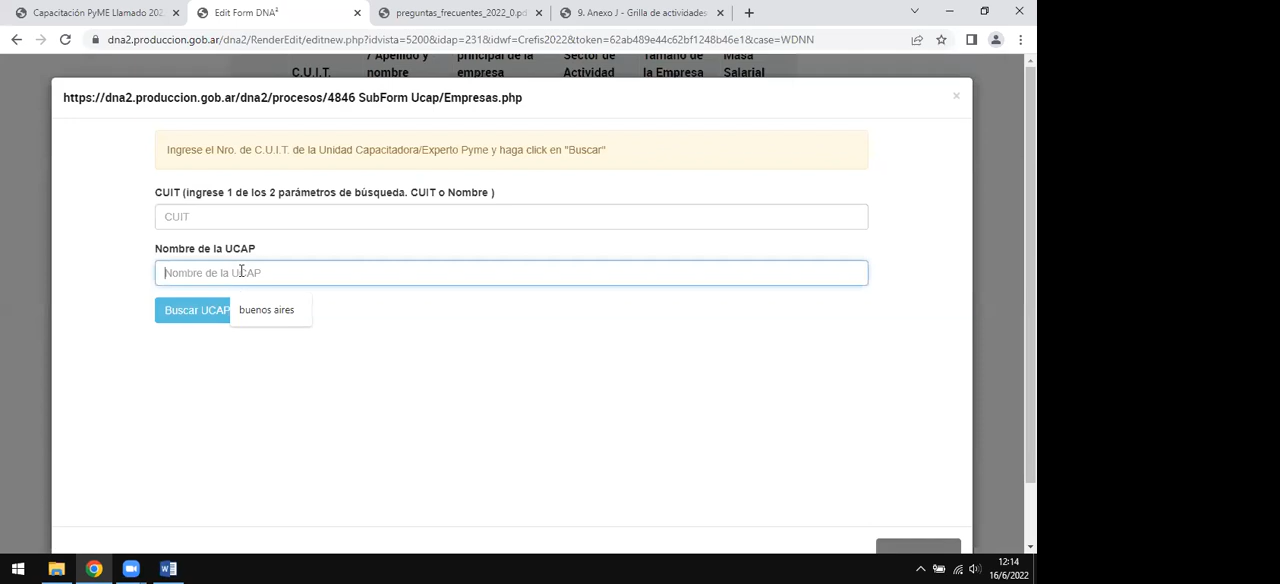 Capacitación PyME Llamado 202
Edit Form DNA²
preguntas_frecuentes_2022_0.pd
9. Anexo J - Grilla de actividades
dna2.produccion.gob.ar/dna2/RenderEdit/editnew.php?idvista=5200&idap=231&idwf=Crefis2022&token=62ab489e44c62bf1248b46e1&case=WDNN
C.U.I.T.
/ Apellido y nombre
principal de la empresa
Sector de Actividad
Tamaño de la Empresa
Masa Salarial
https://dna2.produccion.gob.ar/dna2/procesos/4846 SubForm Ucap/Empresas.php
×
Ingrese el Nro. de C.U.I.T. de la Unidad Capacitadora/Experto Pyme y haga click en "Buscar"
CUIT (ingrese 1 de los 2 parámetros de búsqueda. CUIT o Nombre )
CUIT
Nombre de la UCAP
Nombre de la UCAP
Buscar UCAP
buenos aires
12:14
16/6/2022